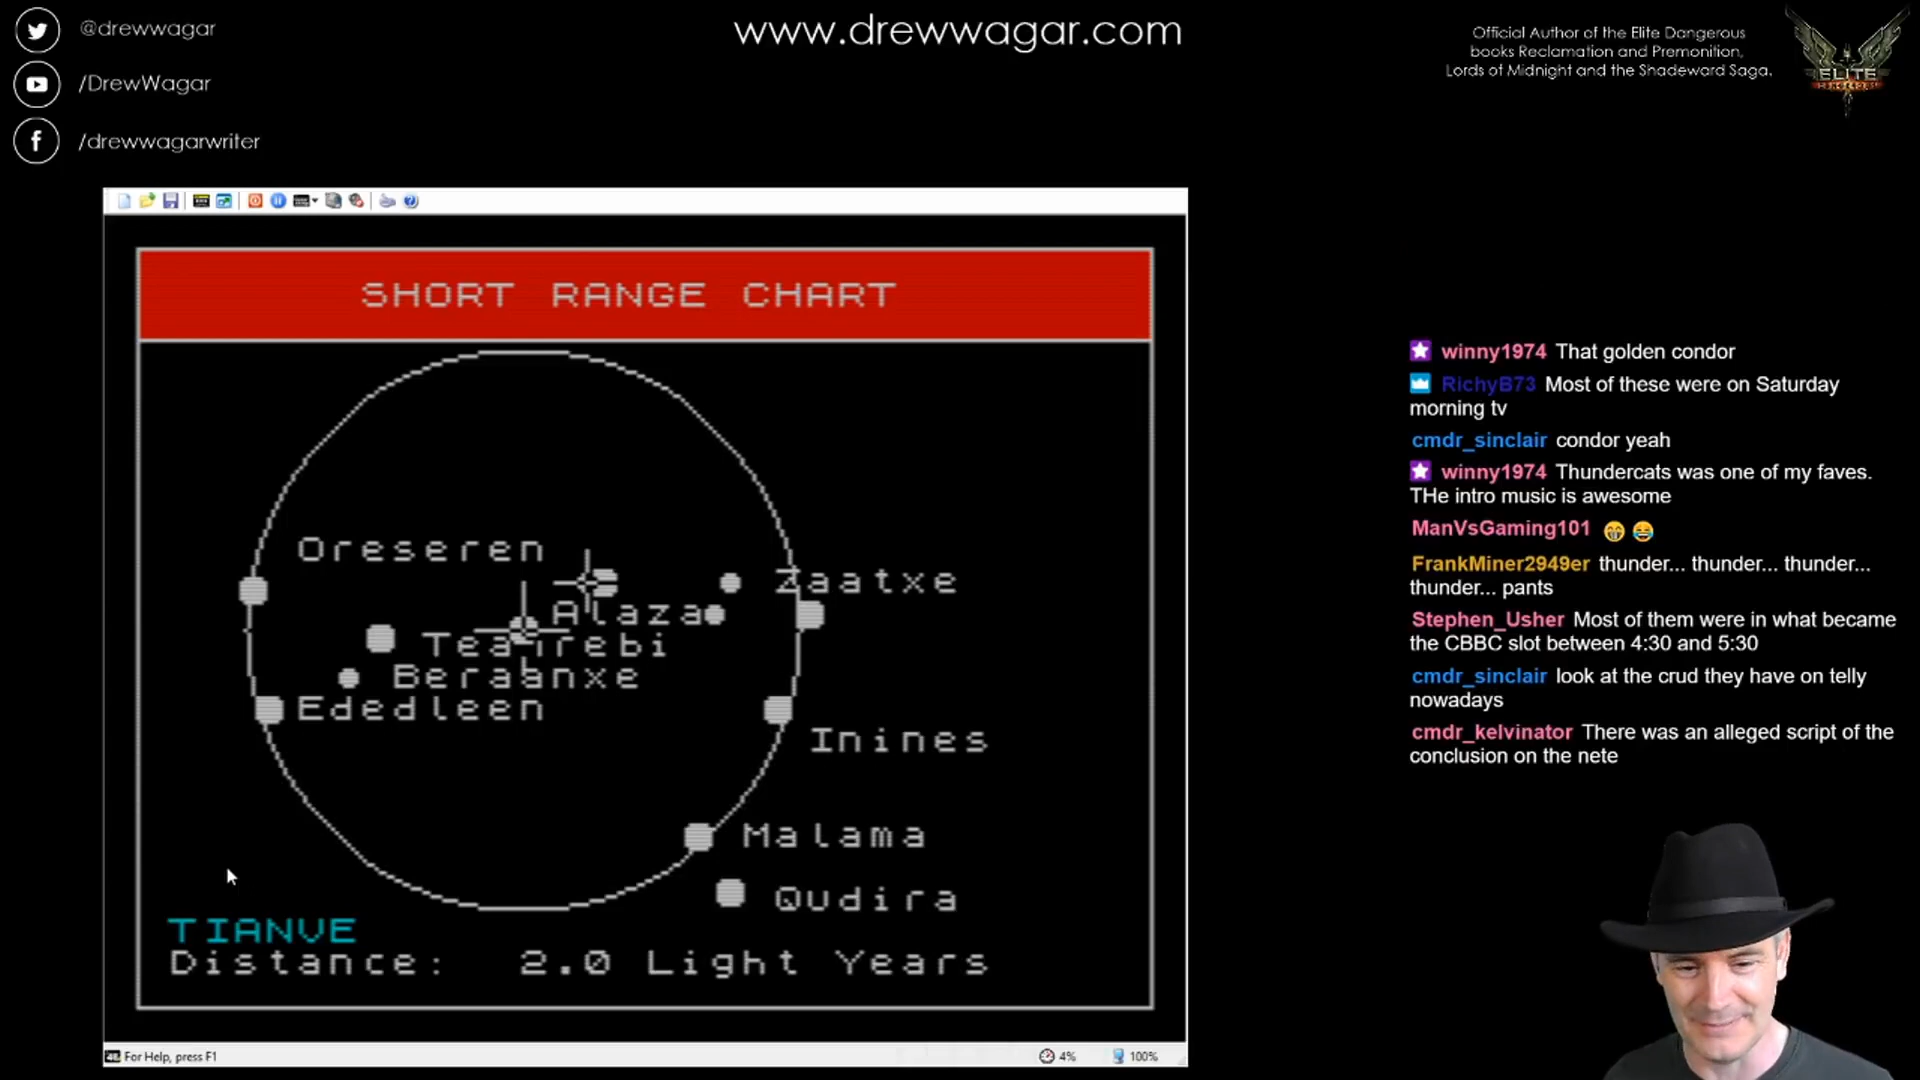 @drewwagar
/DrewWagar
/drewwagarwriter
www.drewwagar.com
Official Author of the Elite Dangerous
books Reclamation and Premonition,
Lords of Midnight and the Shadeward Saga.
ELITE
SHORT RANGE CHART
Oreseren
Zaatxe
Alaza
Teatrebi
Ededleen
Inines
Malama
Qudira
TIANVE
Distance: 2.0 Light Years
For Help, press F1
4%
100%
winny1974 That golden condor
RichyB73 Most of these were on Saturday
morning tv
cmdr_sinclair condor yeah
winny1974 Thundercats was one of my faves.
THe intro music is awesome
ManVsGaming101 😁 😂
FrankMiner2949er thunder... thunder... thunder...
thunder... pants
Stephen_Usher Most of them were in what became
the CBBC slot between 4:30 and 5:30
cmdr_sinclair look at the crud they have on telly
nowadays
cmdr_kelvinator There was an alleged script of the
conclusion on the nete